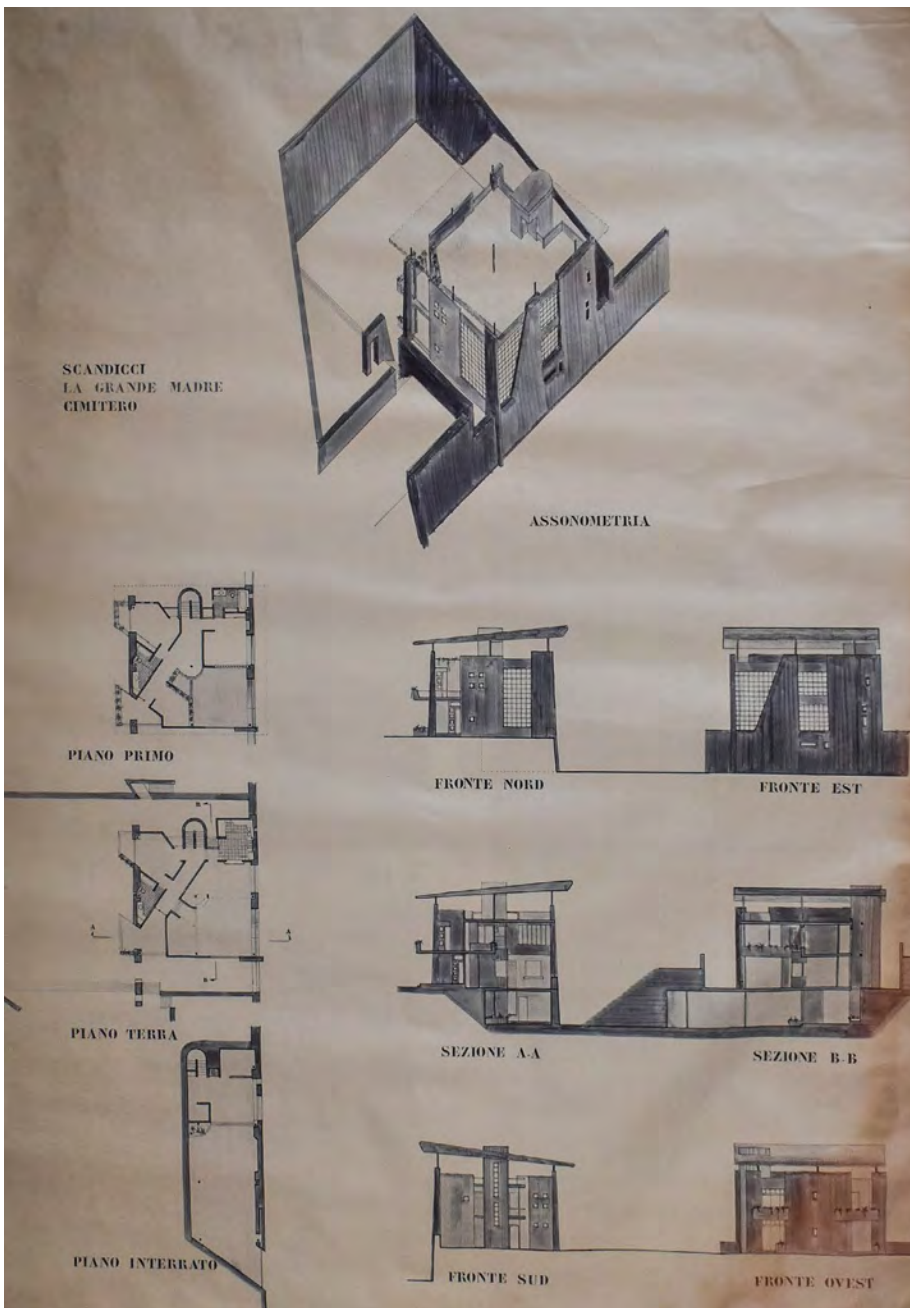 SCANDICCI
LA GRANDE MADRE
CIMITERO
ASSONOMETRIA
PIANO PRIMO
FRONTE NORD
FRONTE EST
PIANO TERRA
SEZIONE A-A
SEZIONE B-B
PIANO INTERRATO
FRONTE SUD
FRONTE OVEST